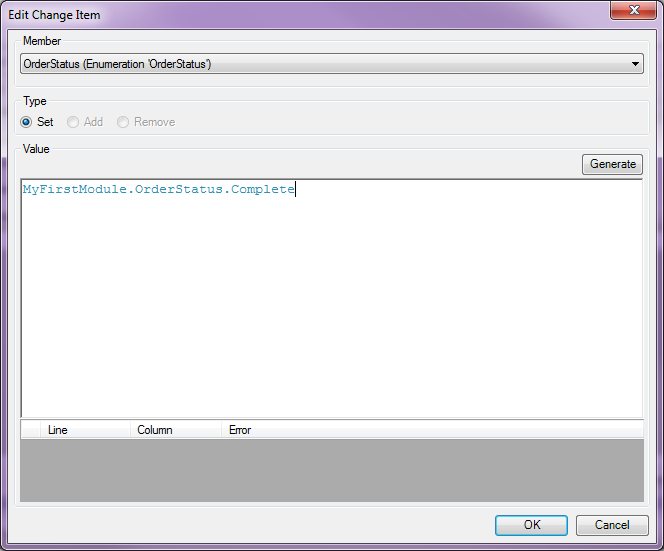 Edit Change Item
Member
OrderStatus (Enumeration 'OrderStatus')
Type
Set Add Remove
Value
Generate
MyFirstModule.OrderStatus.Complete
Line Column Error
OK Cancel